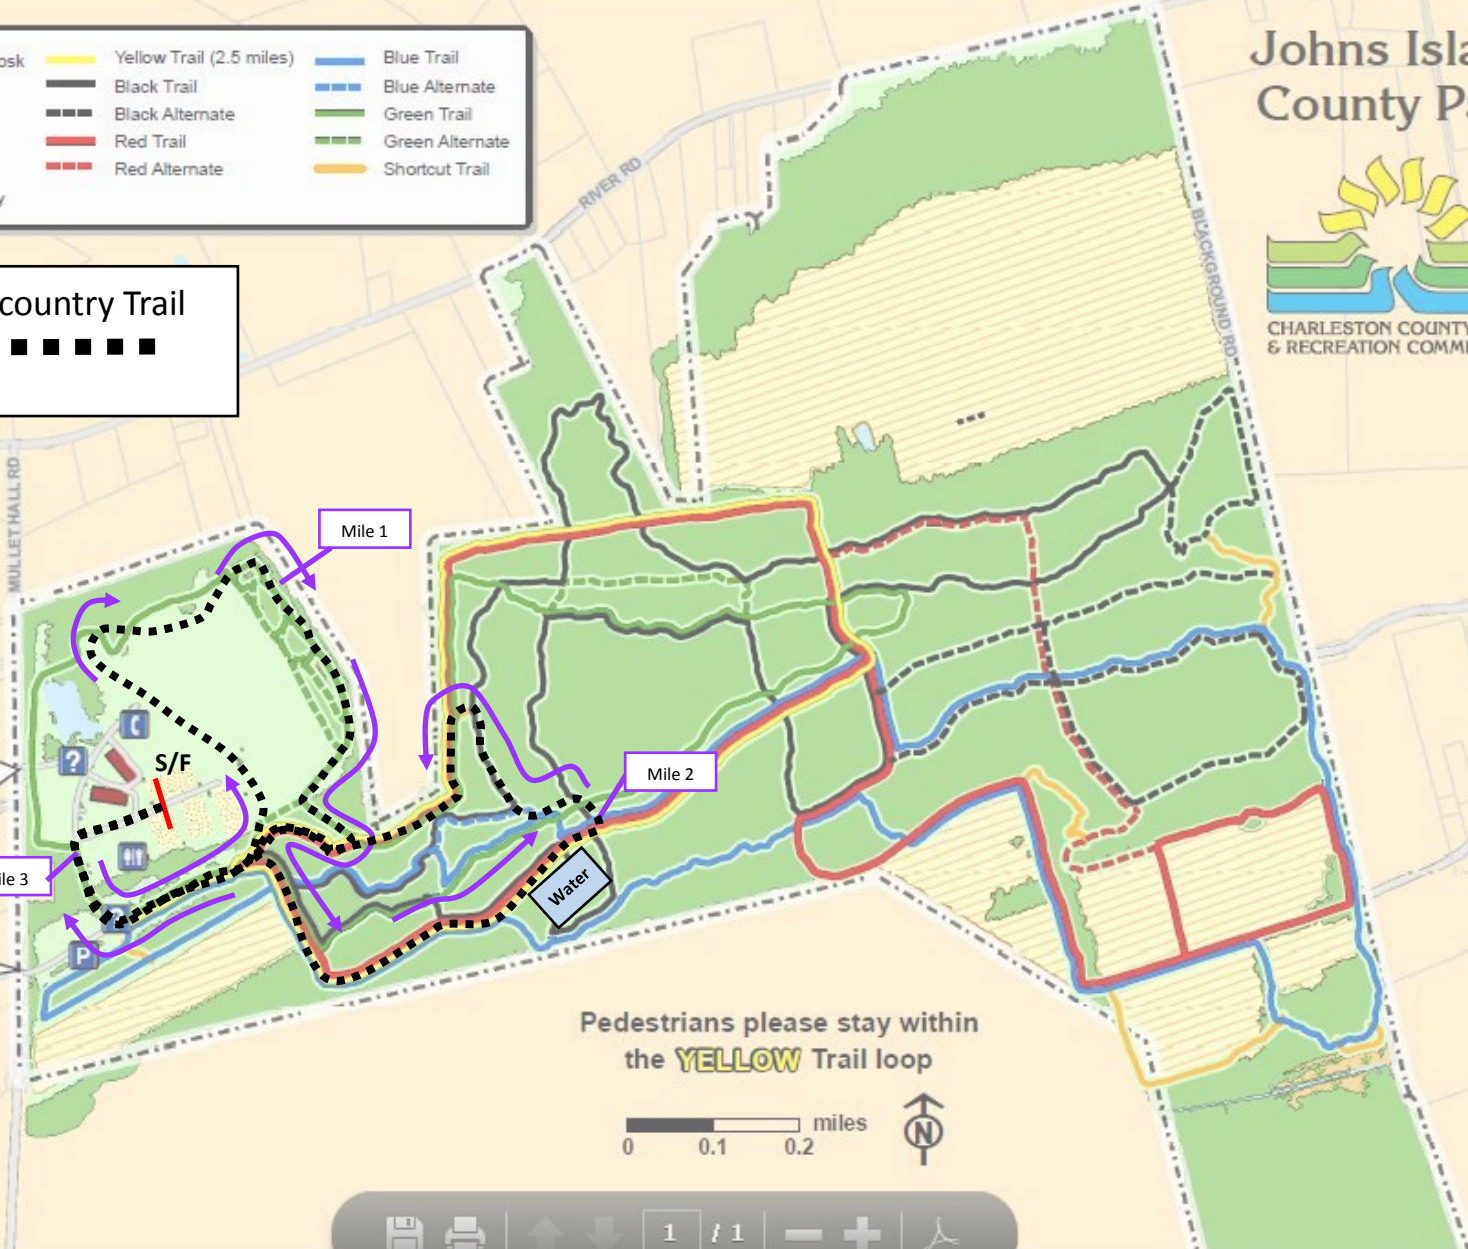 osk
Yellow Trail (2.5 miles)
Black Trail
Black Alternate
Red Trail
Red Alternate
y
Blue Trail
Blue Alternate
Green Trail
Green Alternate
Shortcut Trail
country Trail
Johns Isla
County P
CHARLESTON COUNTY
& RECREATION COMM
RIVER RD
BLACKGROUND RD
MULLET HALL RD
Mile 1
S/F
?
Mile 2
ile 3
P
Water
Pedestrians please stay within
the YELLOW Trail loop
miles
0 0.1 0.2
N
1 / 1